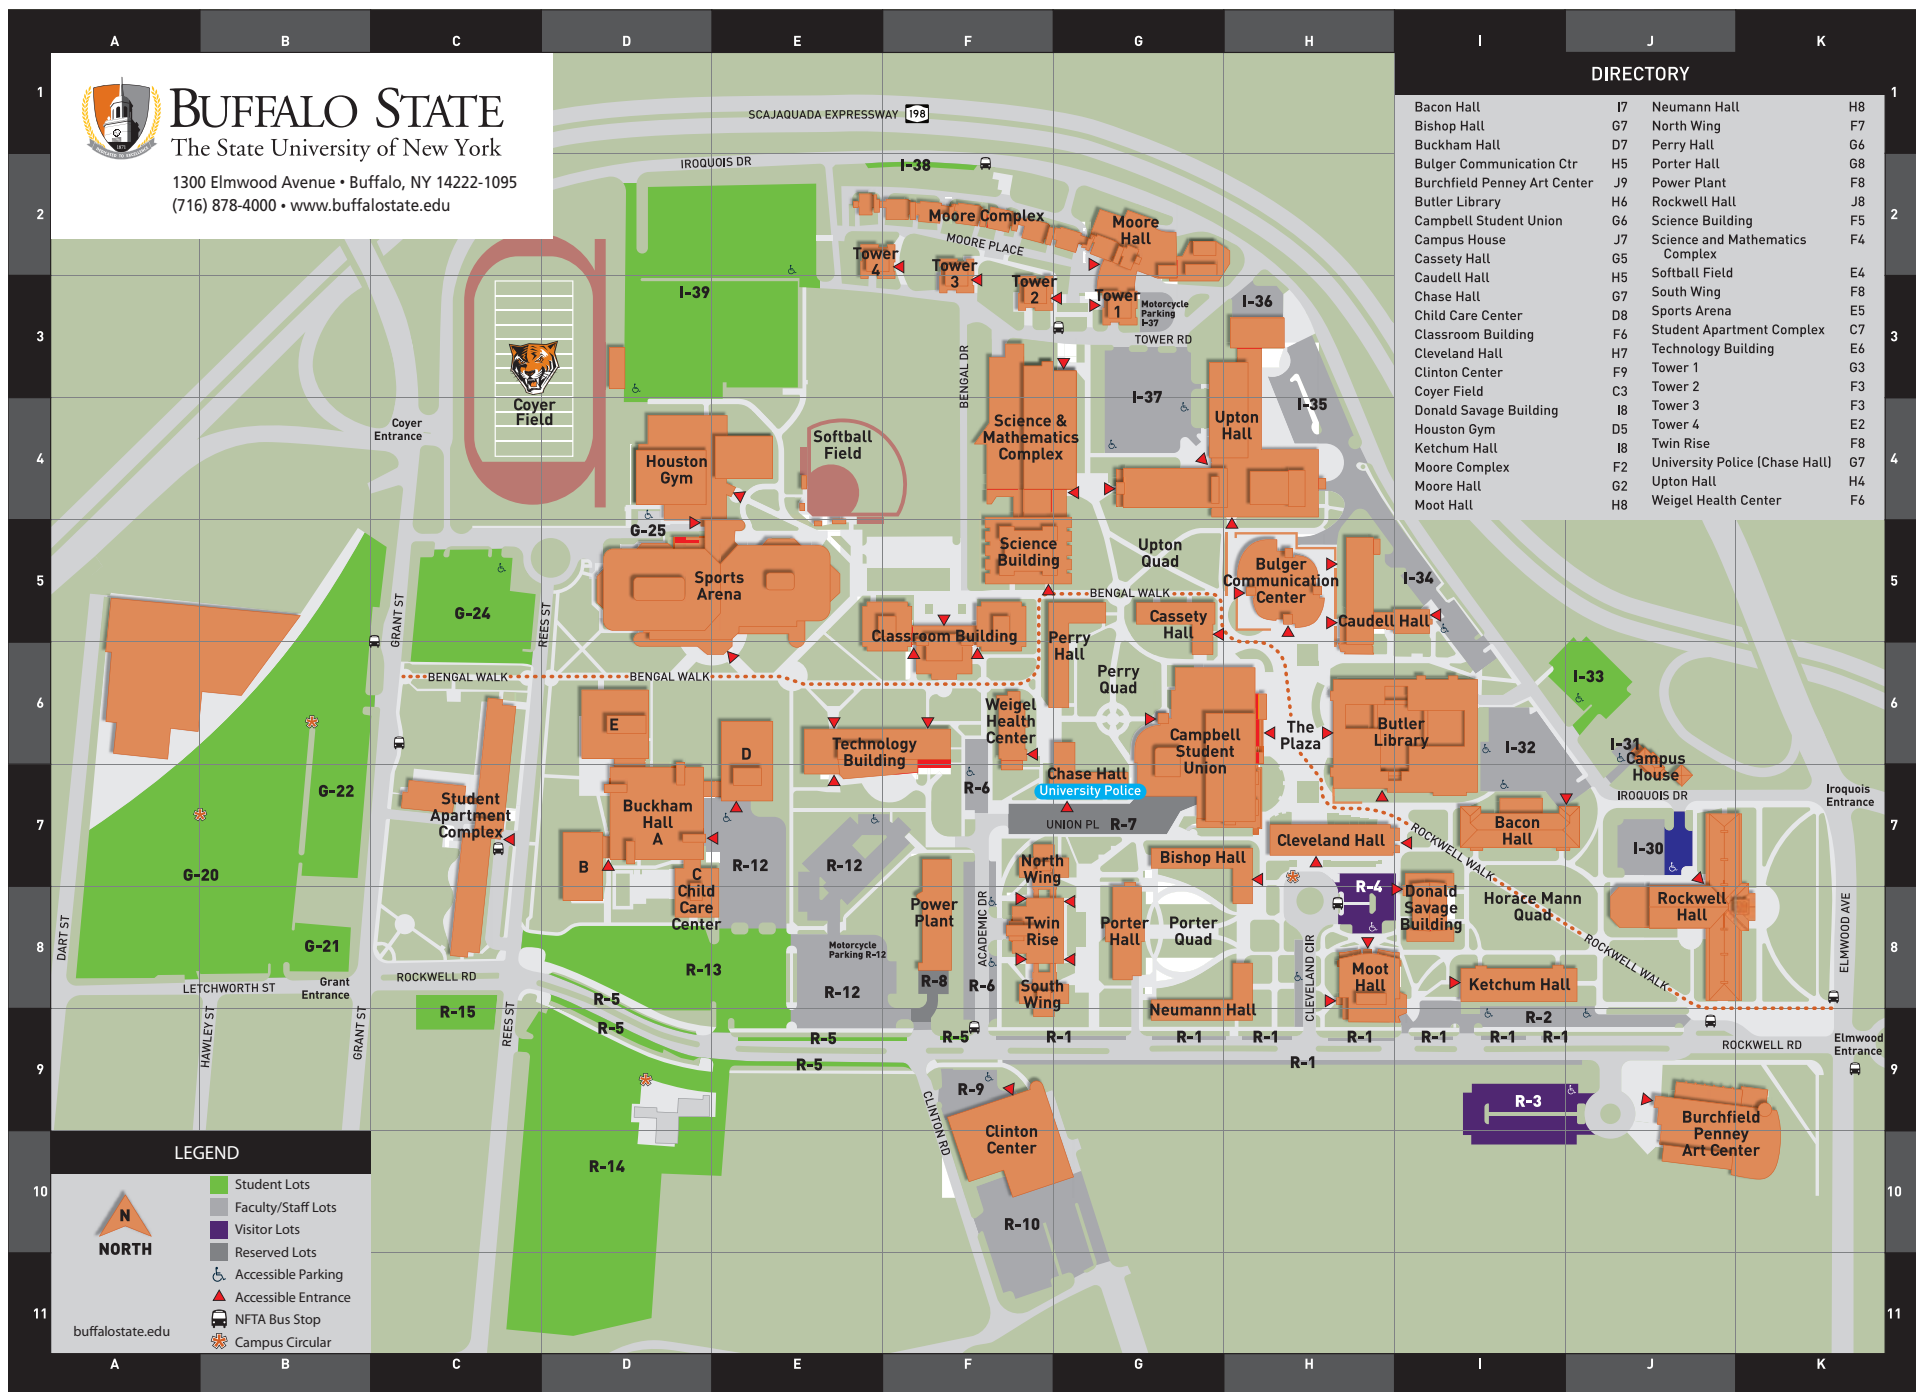 A B C D E F G H I J K
BUFFALO STATE
The State University of New York
1300 Elmwood Avenue • Buffalo, NY 14222-1095
(716) 878-4000 • www.buffalostate.edu
DIRECTORY
Bacon Hall I7
Bishop Hall G7
Buckham Hall D7
Bulger Communication Ctr H5
Burchfield Penney Art Center J9
Butler Library H6
Campbell Student Union G6
Campus House J7
Cassety Hall G5
Caudell Hall H5
Chase Hall G7
Child Care Center D8
Classroom Building F6
Cleveland Hall H7
Clinton Center F9
Coyer Field C3
Donald Savage Building I8
Houston Gym D5
Ketchum Hall I8
Moore Complex F2
Moore Hall G2
Moot Hall H8
Neumann Hall H8
North Wing F7
Perry Hall G6
Porter Hall G8
Power Plant F8
Rockwell Hall J8
Science Building F5
Science and Mathematics F4
Complex
Softball Field E4
South Wing F8
Sports Arena E5
Student Apartment Complex C7
Technology Building E6
Tower 1 G3
Tower 2 F3
Tower 3 F3
Tower 4 E2
Twin Rise F8
University Police (Chase Hall) G7
Upton Hall H4
Weigel Health Center F6
1
2
3
4
5
6
7
8
9
10
11
1
2
3
4
5
6
7
8
9
10
11
SCAJAQUADA EXPRESSWAY 198
IROQUOIS DR
I-38
Moore Complex
MOORE PLACE
Moore
Hall
Tower
4
Tower
3
Tower
2
Tower
1
Motorcycle
Parking
I-37
I-36
TOWER RD
I-39
Coyer
Field
Coyer
Entrance
BENGAL DR
I-37
I-35
Upton
Hall
Science &
Mathematics
Complex
Softball
Field
Houston
Gym
G-25
Sports
Arena
Science
Building
Upton
Quad
Bulger
Communication
Center
I-34
BENGAL WALK
Cassety
Hall
Caudell Hall
G-24
GRANT ST
REES ST
Classroom Building
Perry
Hall
Perry
Quad
BENGAL WALK
BENGAL WALK
I-33
Weigel
Health
Center
Campbell
Student
Union
The
Plaza
Butler
Library
I-32
I-31
Campus
House
E
D
Technology
Building
R-6
Chase Hall
University Police
G-22
Student
Apartment
Complex
Buckham
Hall
A
B
C
Child
Care
Center
R-12
R-12
UNION PL
R-7
Cleveland Hall
ROCKWELL WALK
Bacon
Hall
IROQUOIS DR
Iroquois
Entrance
I-30
G-20
North
Wing
Bishop Hall
R-4
Donald
Savage
Building
Horace Mann
Quad
Rockwell
Hall
Power
Plant
ACADEMIC DR
Twin
Rise
Porter
Hall
Porter
Quad
ELMWOOD AVE
DART ST
G-21
Motorcycle
Parking R-12
R-13
R-12
R-8
R-6
South
Wing
CLEVELAND CIR
Moot
Hall
Ketchum Hall
ROCKWELL WALK
LETCHWORTH ST
Grant
Entrance
ROCKWELL RD
R-5
R-15
R-5
REES ST
Neumann Hall
R-2
HAWLEY ST
GRANT ST
R-5
R-5
R-1
R-1
R-1
R-1
R-1
R-1
R-1
R-5
R-1
ROCKWELL RD
Elmwood
Entrance
R-9
CLINTON RD
Clinton
Center
R-3
Burchfield
Penney
Art Center
R-14
R-10
LEGEND
N
NORTH
Student Lots
Faculty/Staff Lots
Visitor Lots
Reserved Lots
Accessible Parking
Accessible Entrance
NFTA Bus Stop
Campus Circular
buffalostate.edu
A B C D E F G H I J K